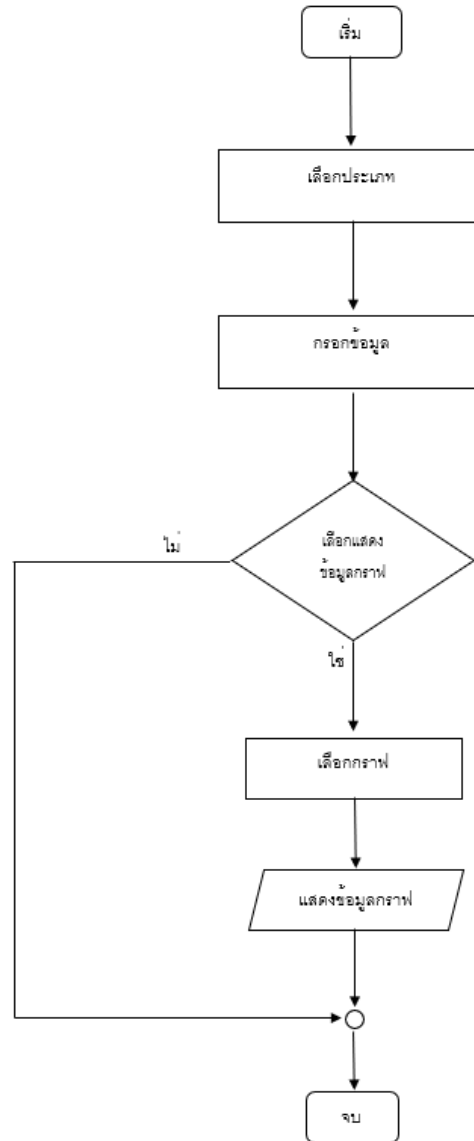 เริ่ม
เลือกประเภท
กรอกข้อมูล
เลือกแสดง
ข้อมูลกราฟ
ไม่
ใช่
เลือกกราฟ
แสดงข้อมูลกราฟ
จบ